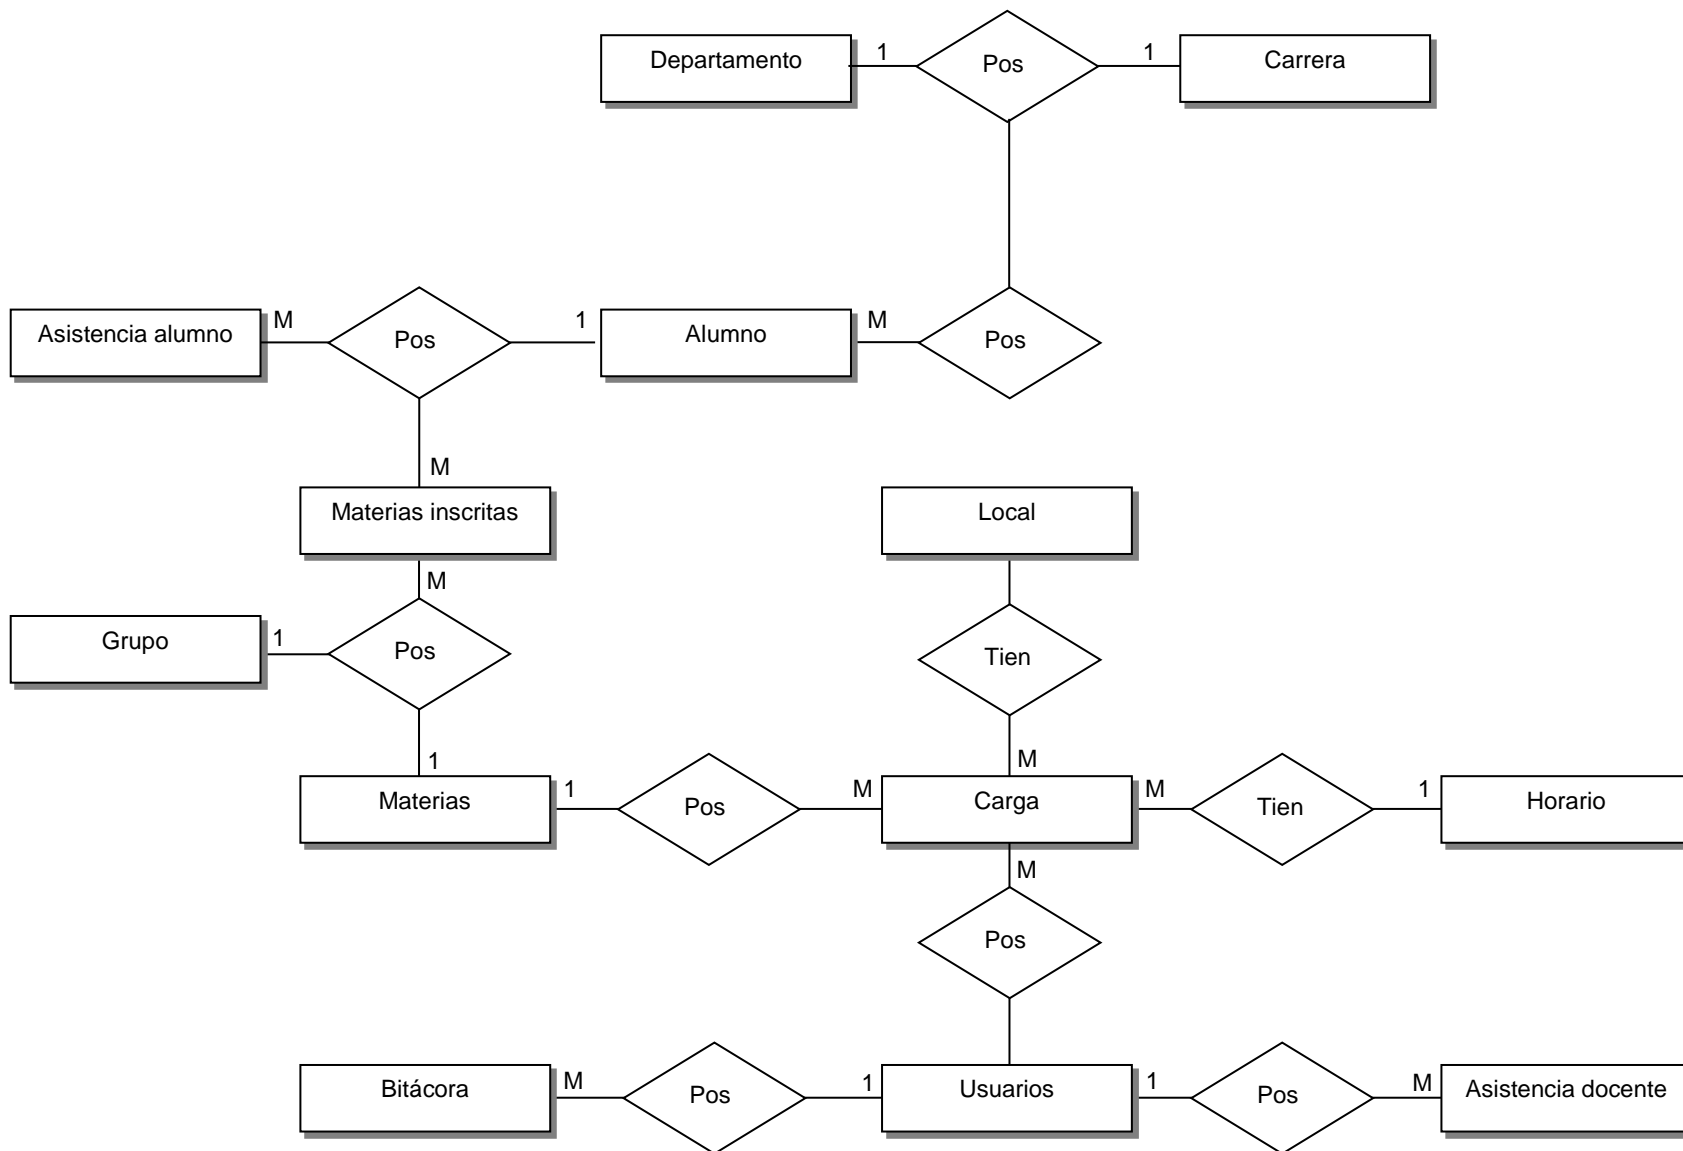 Departamento
1
Pos
1
Carrera
Asistencia alumno
M
Pos
1
Alumno
M
Pos
M
Materias inscritas
Local
M
Grupo
1
Pos
Tien
1
M
Materias
1
Pos
M
Carga
M
Tien
1
Horario
M
Pos
Bitácora
M
Pos
1
Usuarios
1
Pos
M
Asistencia docente